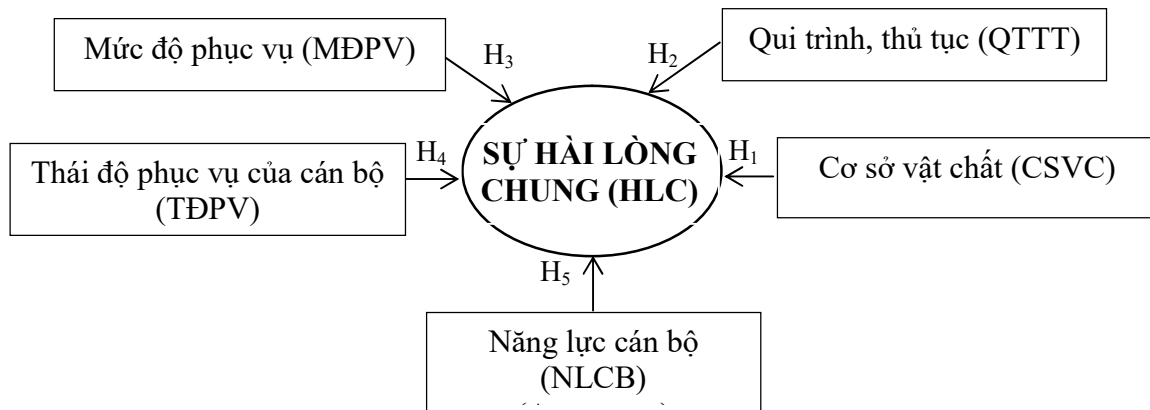 Mức độ phục vụ (MĐPV)
H3
H2
Qui trình, thủ tục (QTTT)
Thái độ phục vụ của cán bộ
(TĐPV)
H4
SỰ HÀI LÒNG
CHUNG (HLC)
H1
Cơ sở vật chất (CSVC)
H5
Năng lực cán bộ
(NLCB)